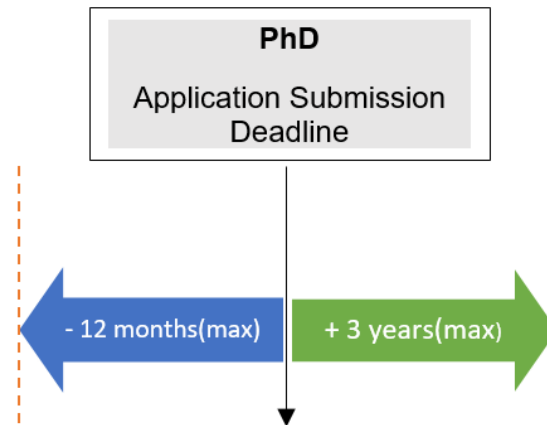 PhD
Application Submission
Deadline
- 12 months(max)
+ 3 years(max)